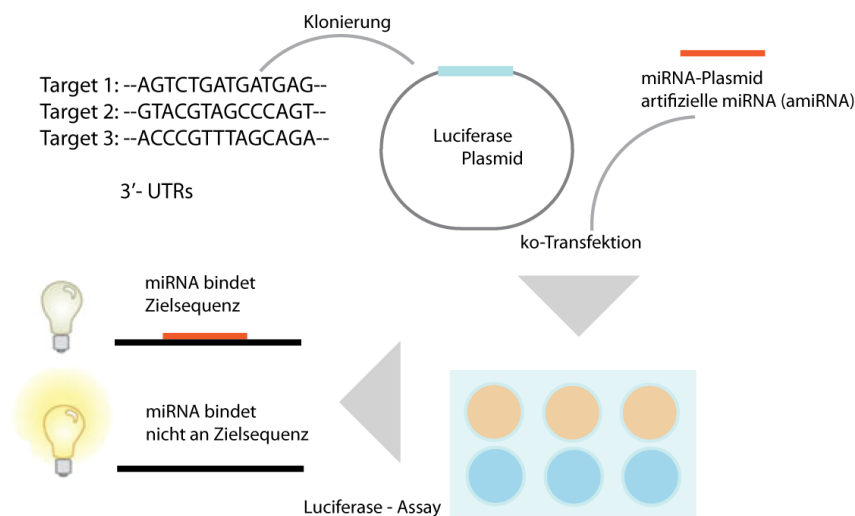 Klonierung
Target 1: --AGTCTGATGATGAG--
Target 2: --GTACGTAGCCCAGT--
Target 3: --ACCCGTTTAGCAGA--
3'- UTRs
Luciferase
Plasmid
miRNA-Plasmid
artifizielle miRNA (amiRNA)
ko-Transfektion
miRNA bindet
Zielsequenz
miRNA bindet
nicht an Zielsequenz
Luciferase - Assay